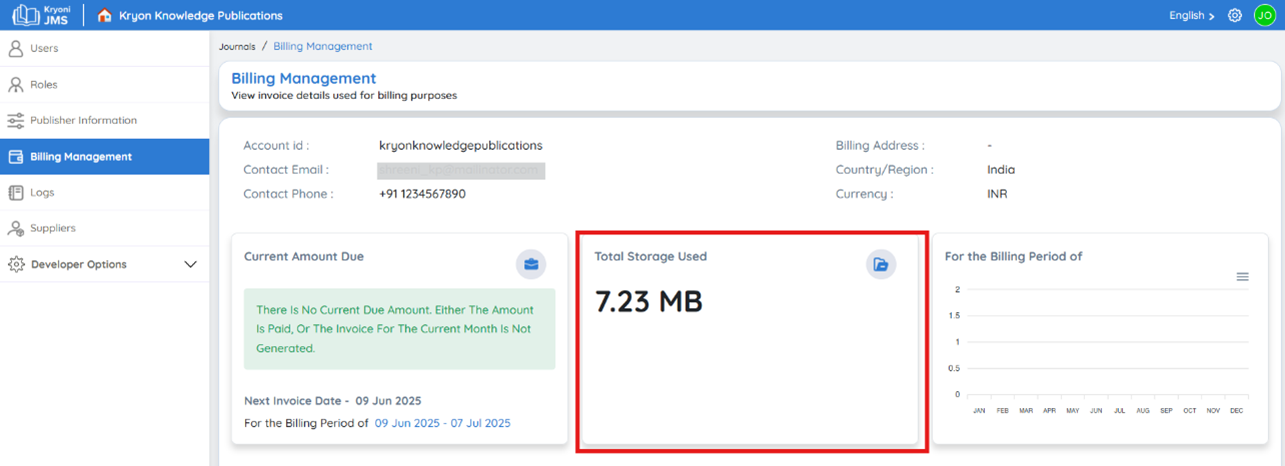 Kryoni
JMS
Kryon Knowledge Publications
English >
JO
Users
Roles
Publisher Information
Billing Management
Logs
Suppliers
Developer Options
Journals / Billing Management
Billing Management
View invoice details used for billing purposes
Account id : kryonknowledgepublications
Contact Email :
Contact Phone : +91 1234567890
Billing Address : -
Country/Region : India
Currency : INR
Current Amount Due
There Is No Current Due Amount. Either The Amount
Is Paid, Or The Invoice For The Current Month Is Not
Generated.
Next Invoice Date - 09 Jun 2025
For the Billing Period of 09 Jun 2025 - 07 Jul 2025
Total Storage Used
7.23 MB
For the Billing Period of
2
1.5
1
0.5
0
JAN FEB MAR APR MAY JUN JUL AUG SEP OCT NOV DEC